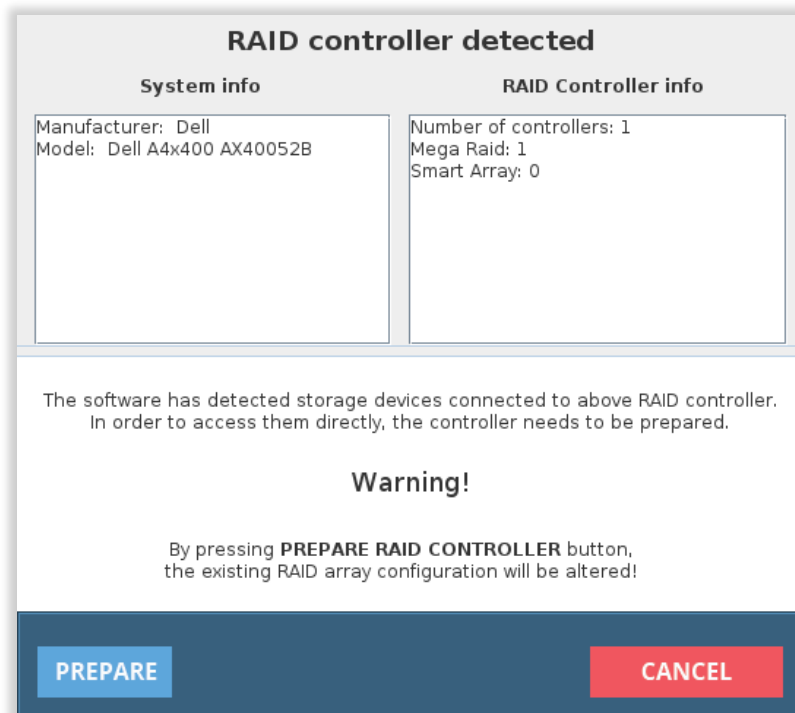 RAID controller detected
System info
RAID Controller info
Manufacturer:  Dell
Model:  Dell A4x400 AX40052B
Number of controllers: 1
Mega Raid: 1
Smart Array: 0
The software has detected storage devices connected to above RAID controller.
In order to access them directly, the controller needs to be prepared.
Warning!
By pressing PREPARE RAID CONTROLLER button,
the existing RAID array configuration will be altered!
PREPARE
CANCEL